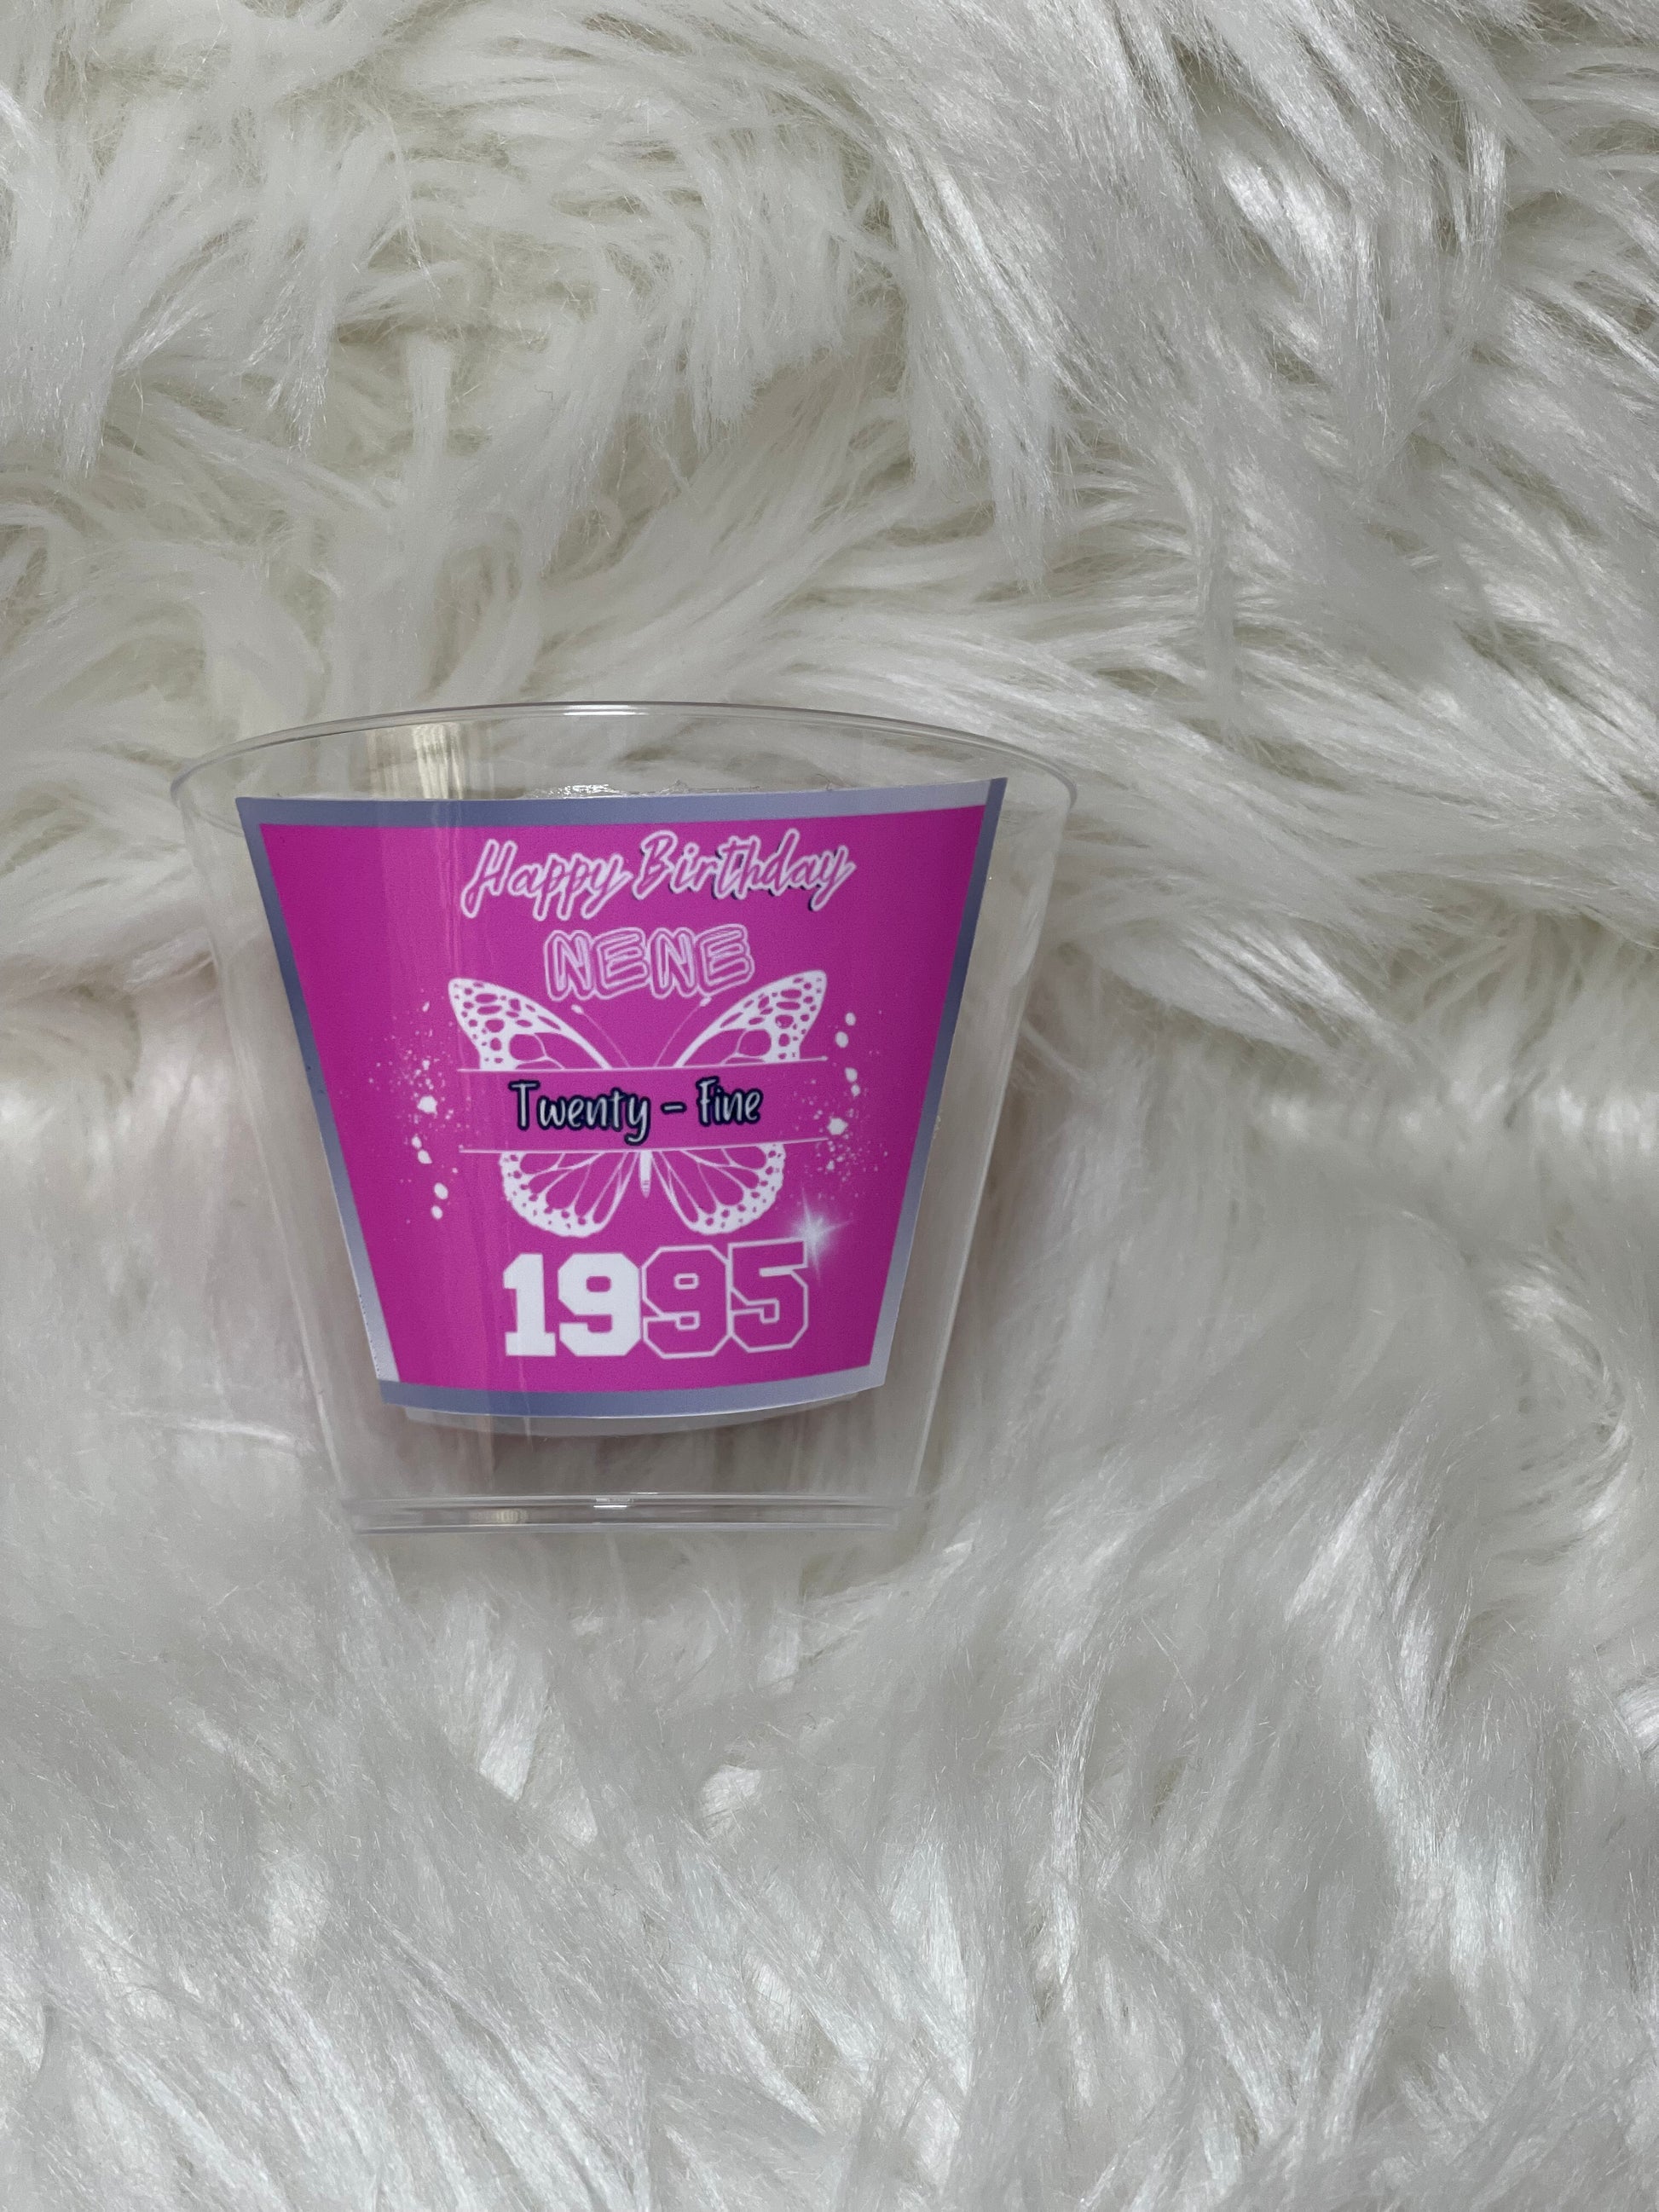 Happy Birthday
NENE
Twenty - Fine
1995